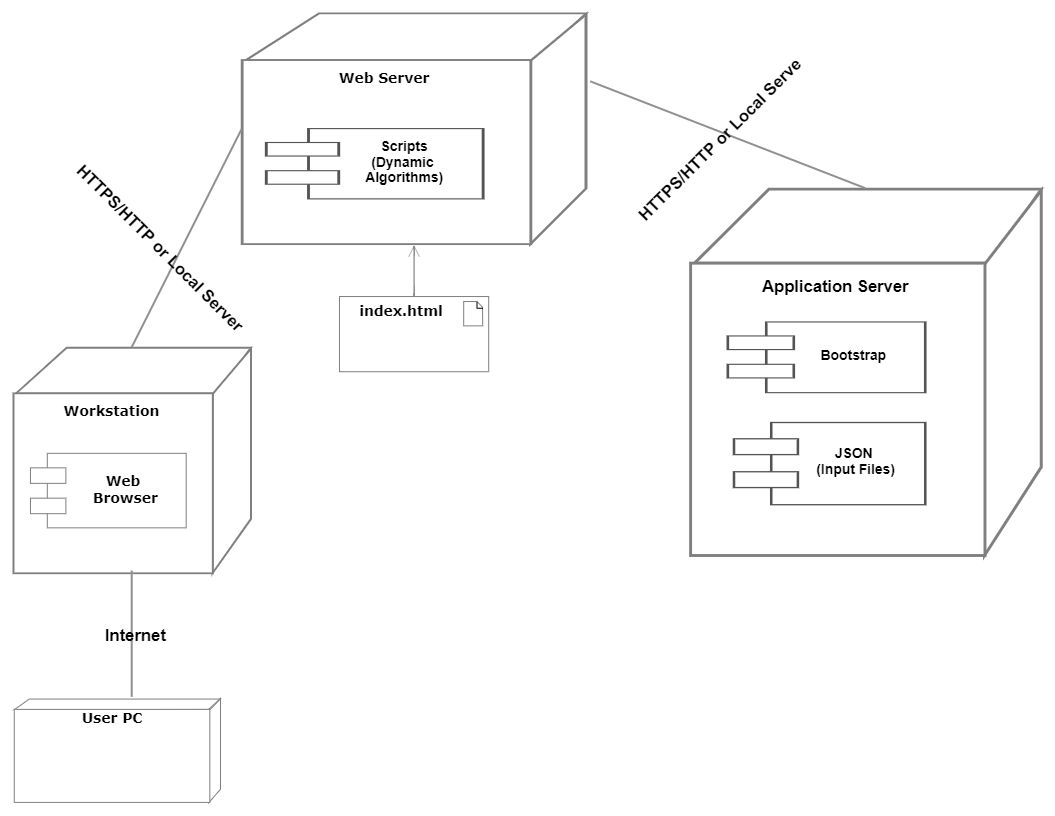 Web Server
Scripts
(Dynamic
Algorithms)
HTTPS/HTTP or Local Serve
HTTPS/HTTP or Local Server
index.html
Application Server
Bootstrap
JSON
(Input Files)
Workstation
Web
Browser
Internet
User PC